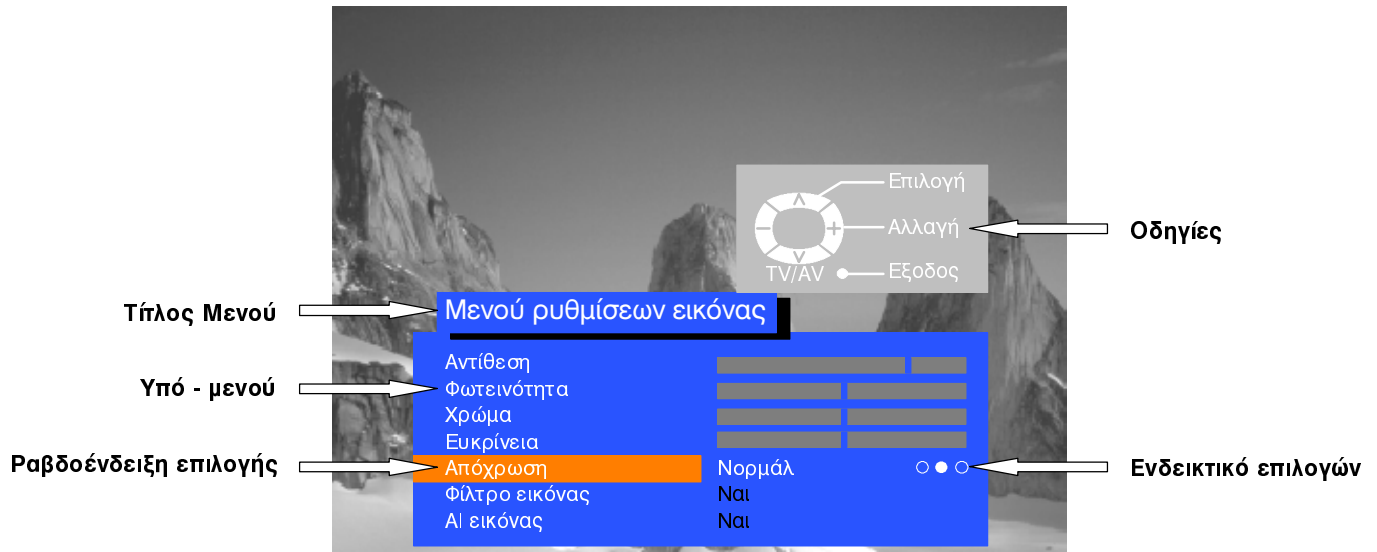 Επιλογή
Αλλαγή
Οδηγίες
TV/AV Εξοδος
Τίτλος Μενού
Μενού ρυθμίσεων εικόνας
Αντίθεση
Υπό - μενού
Φωτεινότητα
Χρώμα
Ευκρίνεια
Ραβδοένδειξη επιλογής
Απόχρωση Νορμάλ
Ενδεικτικό επιλογών
Φίλτρο εικόνας Ναι
AI εικόνας Ναι